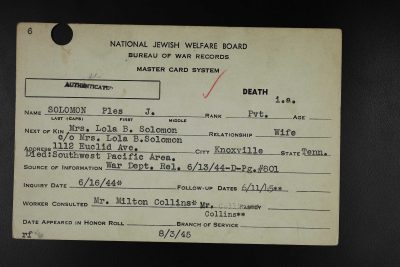 6
NATIONAL JEWISH WELFARE BOARD
BUREAU OF WAR RECORDS
MASTER CARD SYSTEM
AUTHENTICATED
DEATH i.a.
NAME SOLOMON Ples J. RANK Pvt. AGE
LAST (CAPS) FIRST MIDDLE
NEXT OF KIN Mrs. Lola B. Solomon RELATIONSHIP Wife
c/o Mrs. Lola B.Solomon
ADDRESS 1112 Euclid Avc. CITY Knoxville STATE Tenn.
Died:Southwest Pacific Area.
SOURCE OF INFORMATION War Dept. Rel. 6/13/44-D-Pg.#601
INQUIRY DATE 6/16/44* FOLLOW-UP DATES 6/11/45**
WORKER CONSULTED Mr. Milton Collins* Mr.
Collins**
DATE APPEARED IN HONOR ROLL BRANCH OF SERVICE
rf 8/3/45